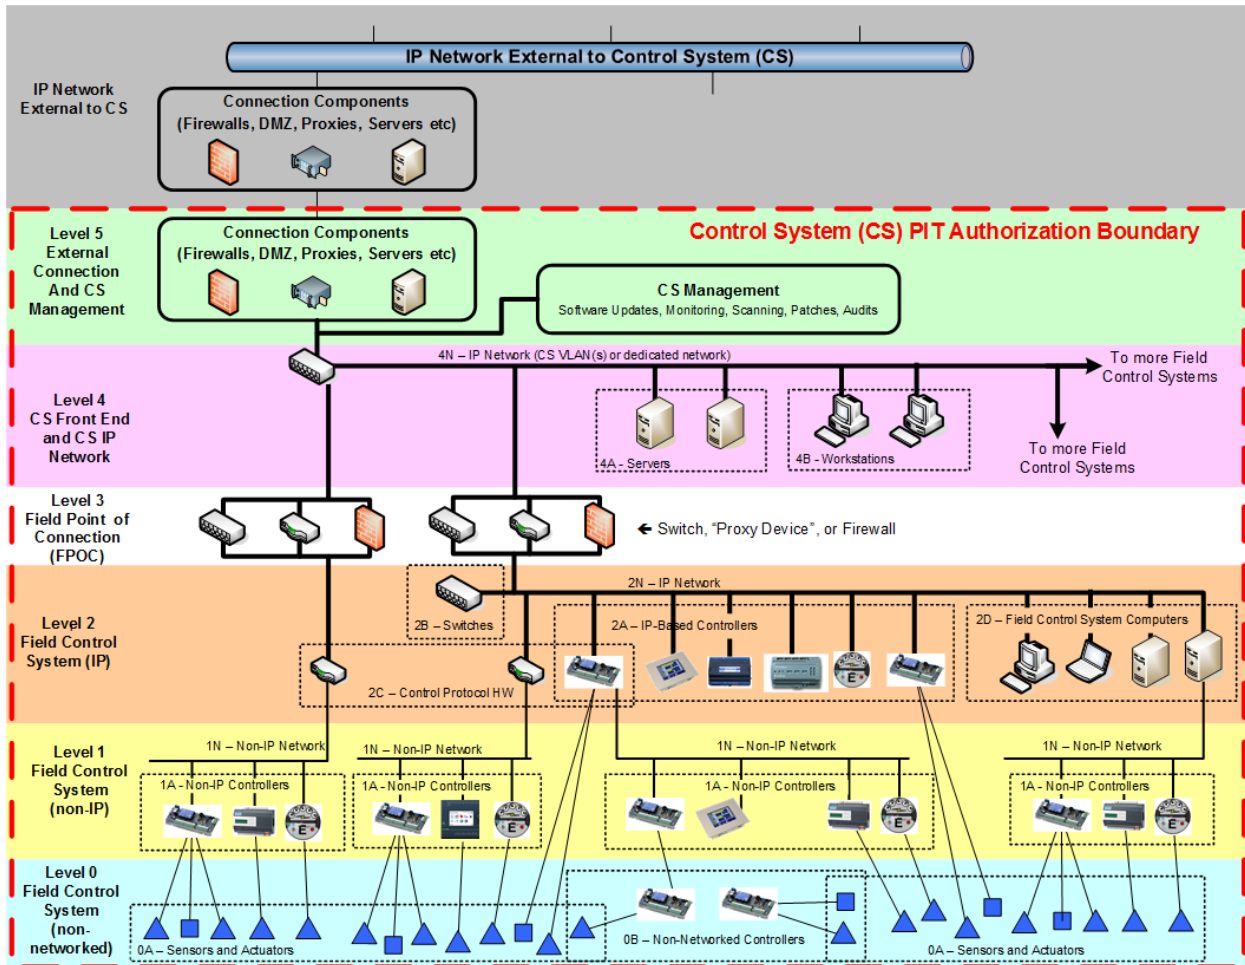 IP Network External to Control System (CS)
IP Network
External to CS
Connection Components
(Firewalls, DMZ, Proxies, Servers etc)
Level 5
External
Connection
And CS
Management
Connection Components
(Firewalls, DMZ, Proxies, Servers etc)
Control System (CS) PIT Authorization Boundary
CS Management
Software Updates, Monitoring, Scanning, Patches, Audits
4N – IP Network (CS VLAN(s) or dedicated network)
To more Field
Control Systems
Level 4
CS Front End
and CS IP
Network
4A - Servers
4B - Workstations
To more Field
Control Systems
Level 3
Field Point of
Connection
(FPOC)
🡰 Switch, “Proxy Device”, or Firewall
2N – IP Network
Level 2
Field Control
System (IP)
2B – Switches
2A – IP-Based Controllers
2D – Field Control System Computers
2C – Control Protocol HW
Level 1
Field Control
System
(non-IP)
1N – Non-IP Network
1N – Non-IP Network
1N – Non-IP Network
1N – Non-IP Network
1A - Non-IP Controllers
1A - Non-IP Controllers
1A - Non-IP Controllers
1A - Non-IP Controllers
E
E
E
E
E
Level 0
Field Control
System
(non-
networked)
0A – Sensors and Actuators
0B – Non-Networked Controllers
0A – Sensors and Actuators